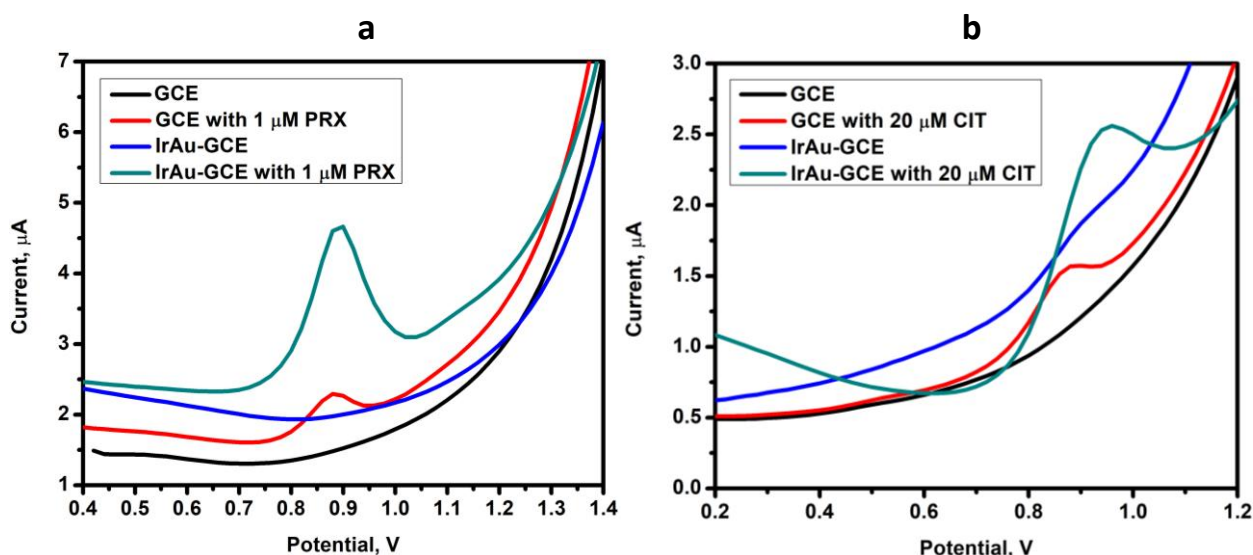 a
7
6
5
4
3
2
1
Current, μA
GCE
GCE with 1 μM PRX
IrAu-GCE
IrAu-GCE with 1 μM PRX
0.4 0.5 0.6 0.7 0.8 0.9 1.0 1.1 1.2 1.3 1.4
Potential, V
b
3.0
2.5
2.0
1.5
1.0
0.5
0.0
Current, μA
GCE
GCE with 20 μM CIT
IrAu-GCE
IrAu-GCE with 20 μM CIT
0.2 0.4 0.6 0.8 1.0 1.2
Potential, V